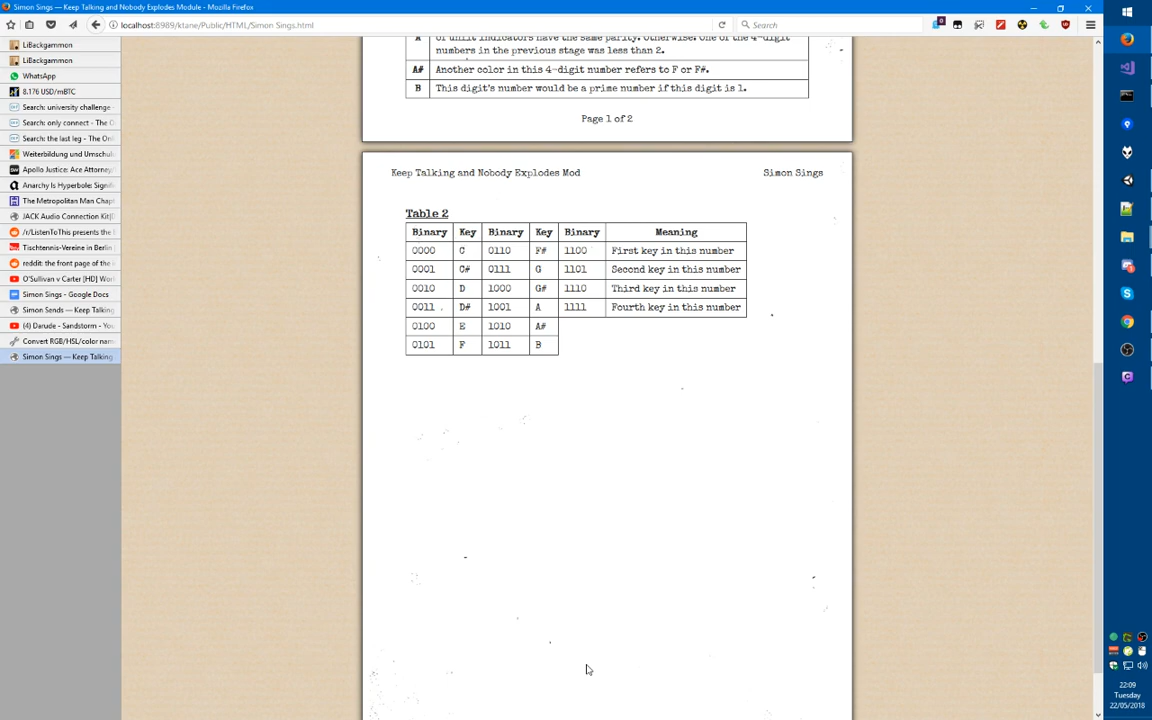 Simon Sings — Keep Talking and Nobody Explodes Module - Mozilla Firefox
localhost:8989/ktane/Public/HTML/Simon Sings.html
Search
LiBackgammon
LiBackgammon
WhatsApp
8.176 USD/mBTC
Search: university challenge -
Search: only connect - The O
Search: the last leg - The Onl
Weiterbildung und Umschul
Apollo Justice: Ace Attorney/
Anarchy Is Hyperbole: Signifi
The Metropolitan Man Chapt
JACK Audio Connection Kit|D
/r/ListenToThis presents the
Tischtennis-Vereine in Berlin
reddit: the front page of the in
O'Sullivan v Carter [HD] Worl
Simon Sings - Google Docs
Simon Sends — Keep Talking
(4) Darude - Sandstorm - You
Convert RGB/HSL/color name
Simon Sings — Keep Talking
A of unlit indicators have the same parity. Otherwise: One of the 4-digit
numbers in the previous stage was less than 2.
A# Another color in this 4-digit number refers to F or F#.
B This digit's number would be a prime number if this digit is 1.
Page 1 of 2
Keep Talking and Nobody Explodes Mod Simon Sings
Table 2
Binary Key Binary Key Binary Meaning
0000 C 0110 F# 1100 First key in this number
0001 C# 0111 G 1101 Second key in this number
0010 D 1000 G# 1110 Third key in this number
0011 D# 1001 A 1111 Fourth key in this number
0100 E 1010 A#
0101 F 1011 B
22:09
Tuesday
22/05/2018